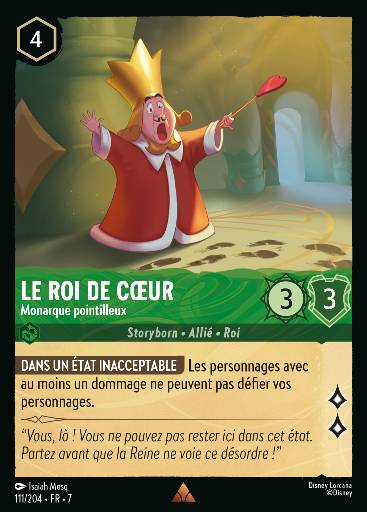 4
LE ROI DE CŒUR
Monarque pointilleux
3
3
Storyborn • Allié • Roi
DANS UN ÉTAT INACCEPTABLE Les personnages avec
au moins un dommage ne peuvent pas défier vos
personnages.
“Vous, là ! Vous ne pouvez pas rester ici dans cet état.
Partez avant que la Reine ne voie ce désordre !”
Isaiah Mesq
111/204 • FR • 7
Disney Lorcana
©Disney